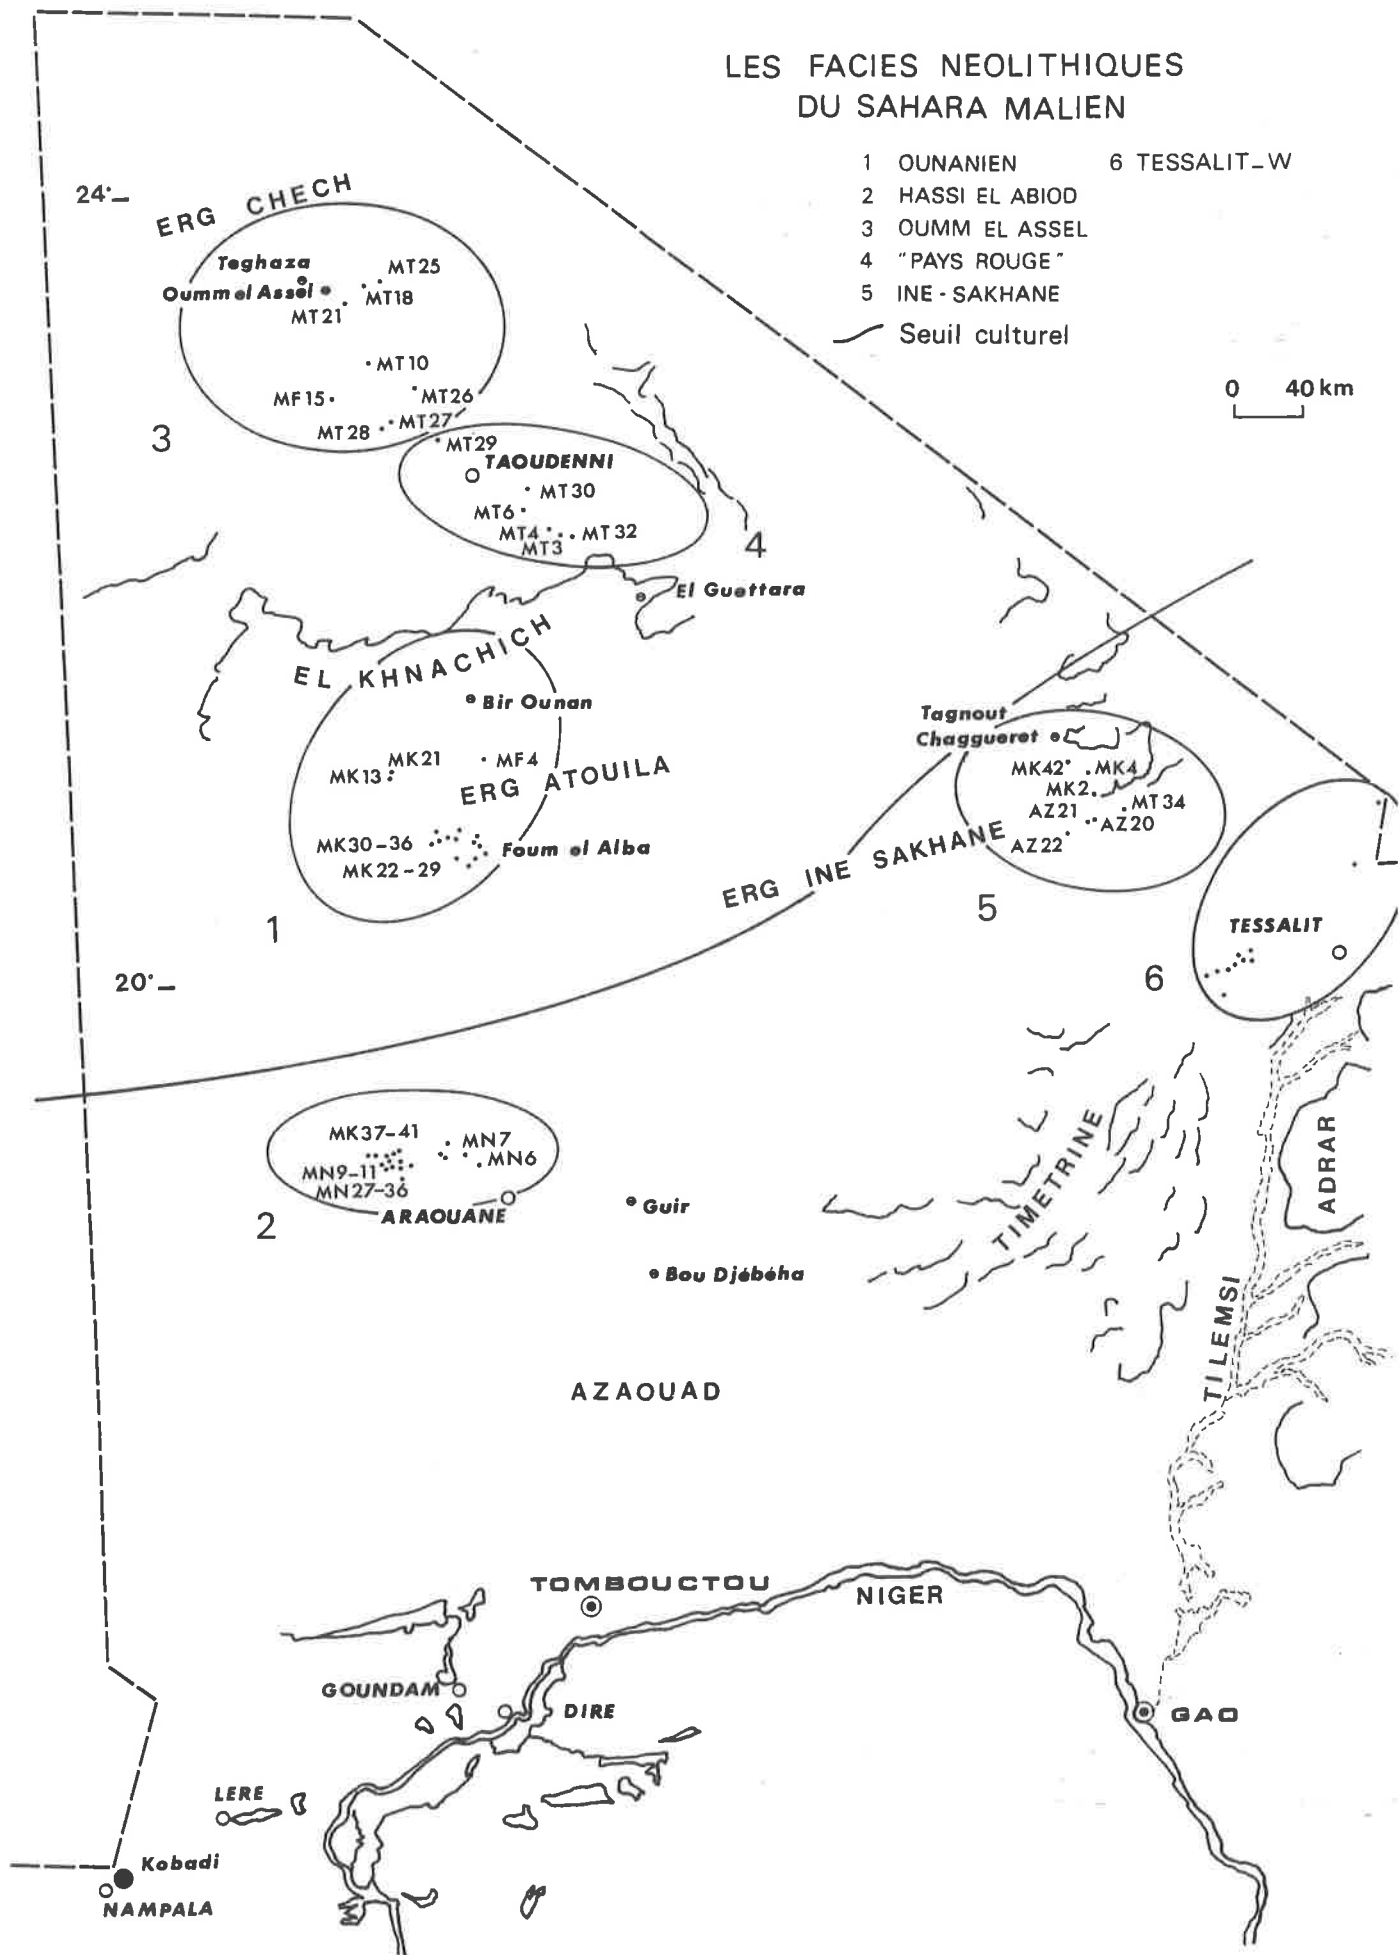 LES FACIES NEOLITHIQUES
DU SAHARA MALIEN
1 OUNANIEN
2 HASSI EL ABIOD
3 OUMM EL ASSEL
4 "PAYS ROUGE"
5 INE-SAKHANE
6 TESSALIT_W
Seuil culturel
0 40 km
24°
ERG CHECH
Teghaza
Oumm el Assel
MT25
MT18
MT21
MT10
MF15
MT26
MT27
MT28
3
MT29
TAOUDENNI
MT30
MT6
MT4
MT32
MT3
4
El Guettara
EL KHNACHICH
Bir Ounan
MK21
MF4
MK13
ERG ATOUILA
MK30-36
Foum el Alba
MK22-29
1
Tagnout
Chaggueret
MK42
MK4
MK2
MT34
AZ21
AZ20
AZ22
ERG INE SAKHANE
5
TESSALIT
6
20°
MK37-41
MN7
MN6
MN9-11
MN27-36
ARAOUANE
2
Guir
Bou Djébéha
TIMETRINE
ADRAR
TILEMSI
AZAOUAD
TOMBOUCTOU
NIGER
GOUNDAM
DIRE
GAO
LERE
Kobadi
NAMPALA